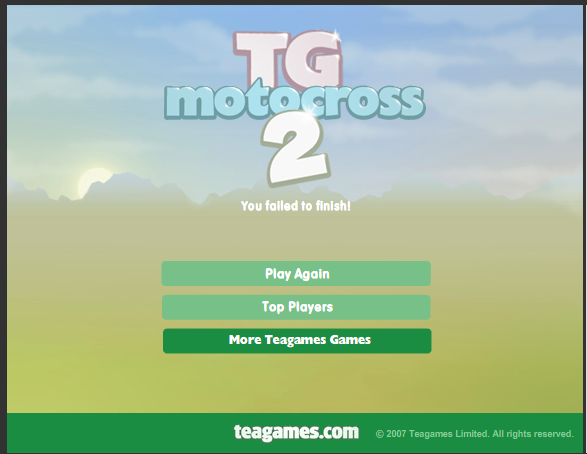 TG
motocross
2
You failed to finish!
Play Again
Top Players
More Teagames Games
teagames.com © 2007 Teagames Limited. All rights reserved.